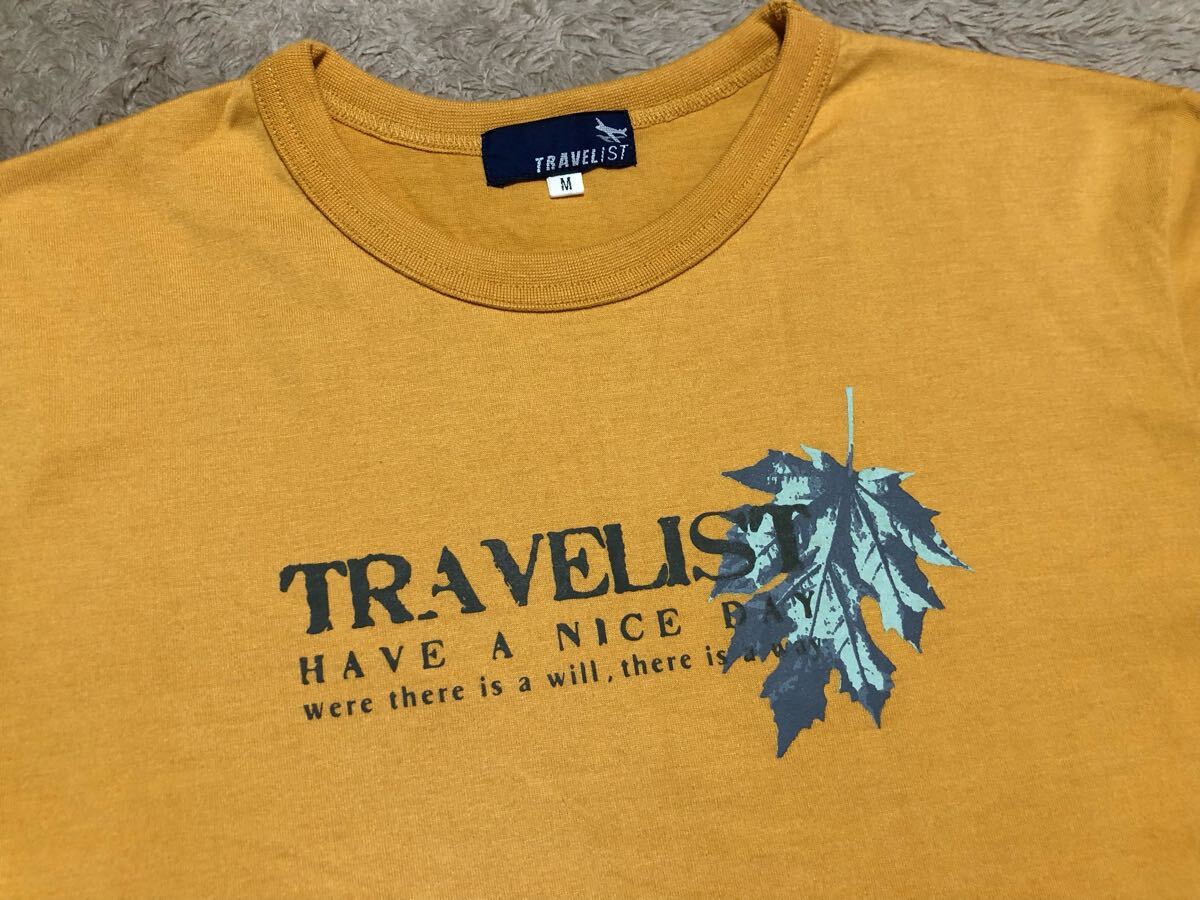 TRAVELIST
M
TRAVELIST
HAVE A NICE DAY
were there is a will, there is a way.